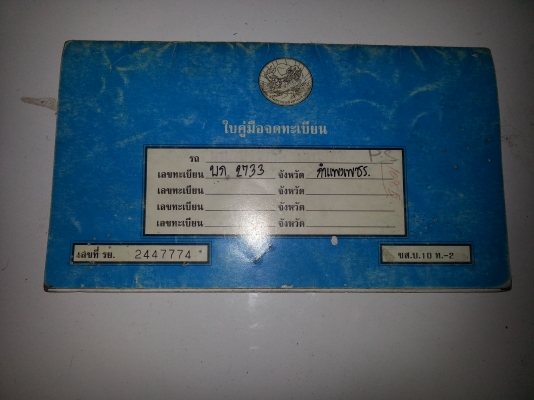 ใบคู่มือจดทะเบียน
รถ
เลขทะเบียน บภ 2733 จังหวัด กำแพงเพชร.
เลขทะเบียน จังหวัด
เลขทะเบียน จังหวัด
เลขทะเบียน จังหวัด
เลขที่ รย. 2447774
ขส.บ.10 ท.-2